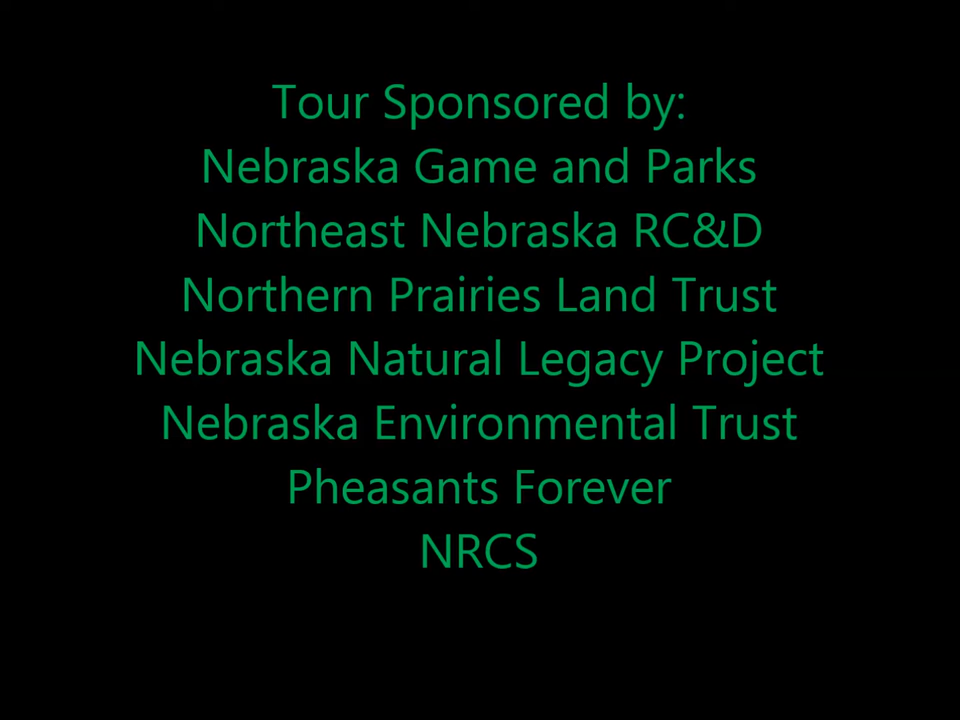 Tour Sponsored by:
Nebraska Game and Parks
Northeast Nebraska RC&D
Northern Prairies Land Trust
Nebraska Natural Legacy Project
Nebraska Environmental Trust
Pheasants Forever
NRCS